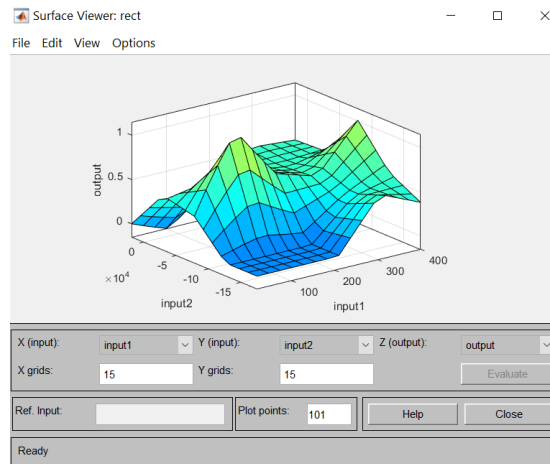 Surface Viewer: rect
File Edit View Options
1
0.5
0
output
0
-5
-10
-15
×10⁴
input2
100
200
300
400
input1
X (input): input1 Y (input): input2 Z (output): output
X grids: 15 Y grids: 15 Evaluate
Ref. Input: Plot points: 101 Help Close
Ready